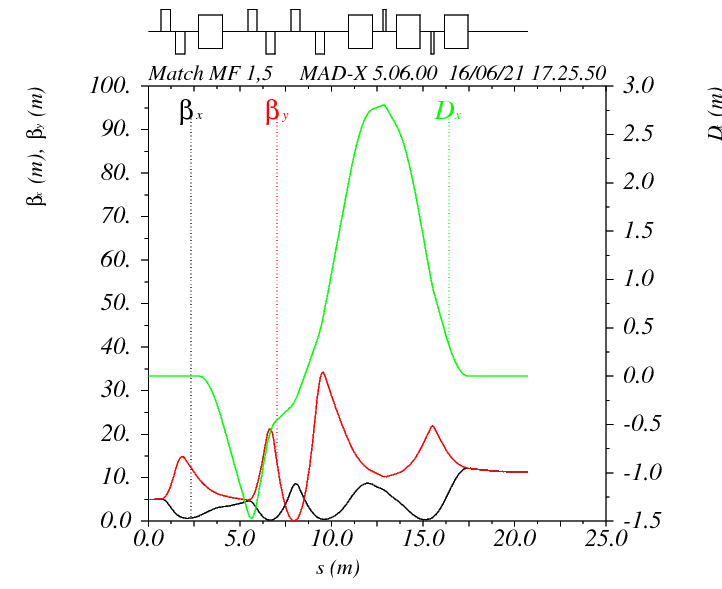 Match MF 1,5 MAD-X 5.06.00 16/06/21 17.25.50
100.
90.
80.
70.
60.
50.
40.
30.
20.
10.
0.0
βx (m), βy (m)
βx
βy
Dx
3.0
2.5
2.0
1.5
1.0
0.5
0.0
-0.5
-1.0
-1.5
Dx (m)
0.0 5.0 10.0 15.0 20.0 25.0
s (m)